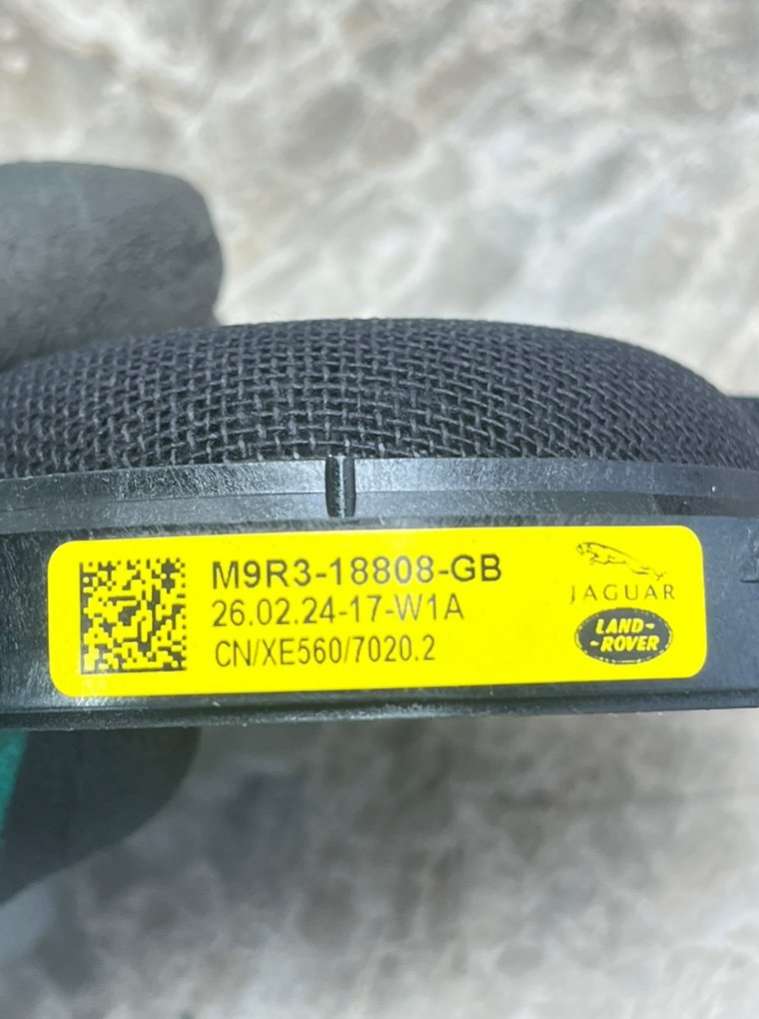 M9R3-18808-GB
26.02.24-17-W1A
CN/XE560/7020.2
JAGUAR
LAND-
-ROVER